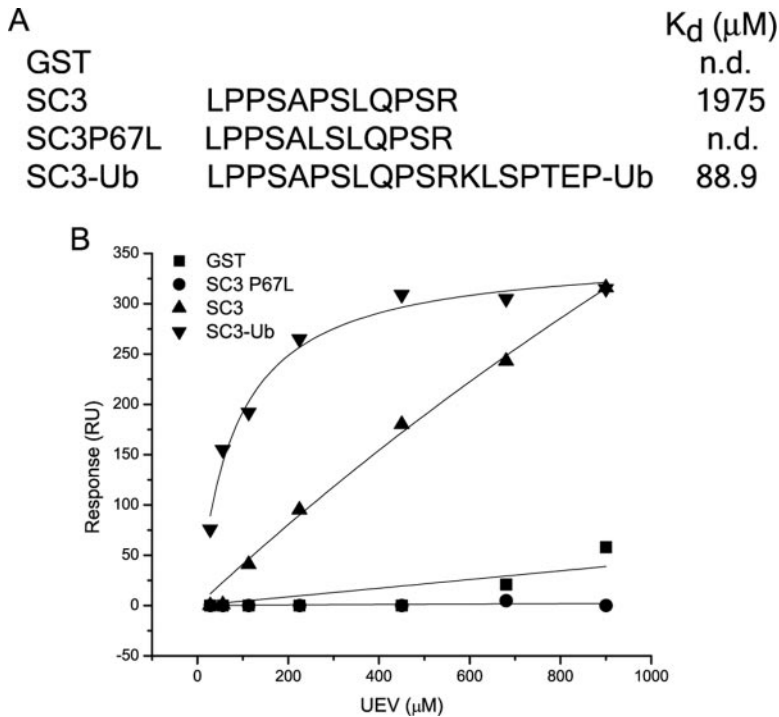 A
K_d (µM)
GST n.d.
SC3 LPPSAPSLQPSR 1975
SC3P67L LPPSALSLQPSR n.d.
SC3-Ub LPPSAPSLQPSRKLSPTEP-Ub 88.9
B
GST
SC3 P67L
SC3
SC3-Ub
350
300
250
200
150
100
50
0
-50
Response (RU)
0 200 400 600 800 1000
UEV (µM)